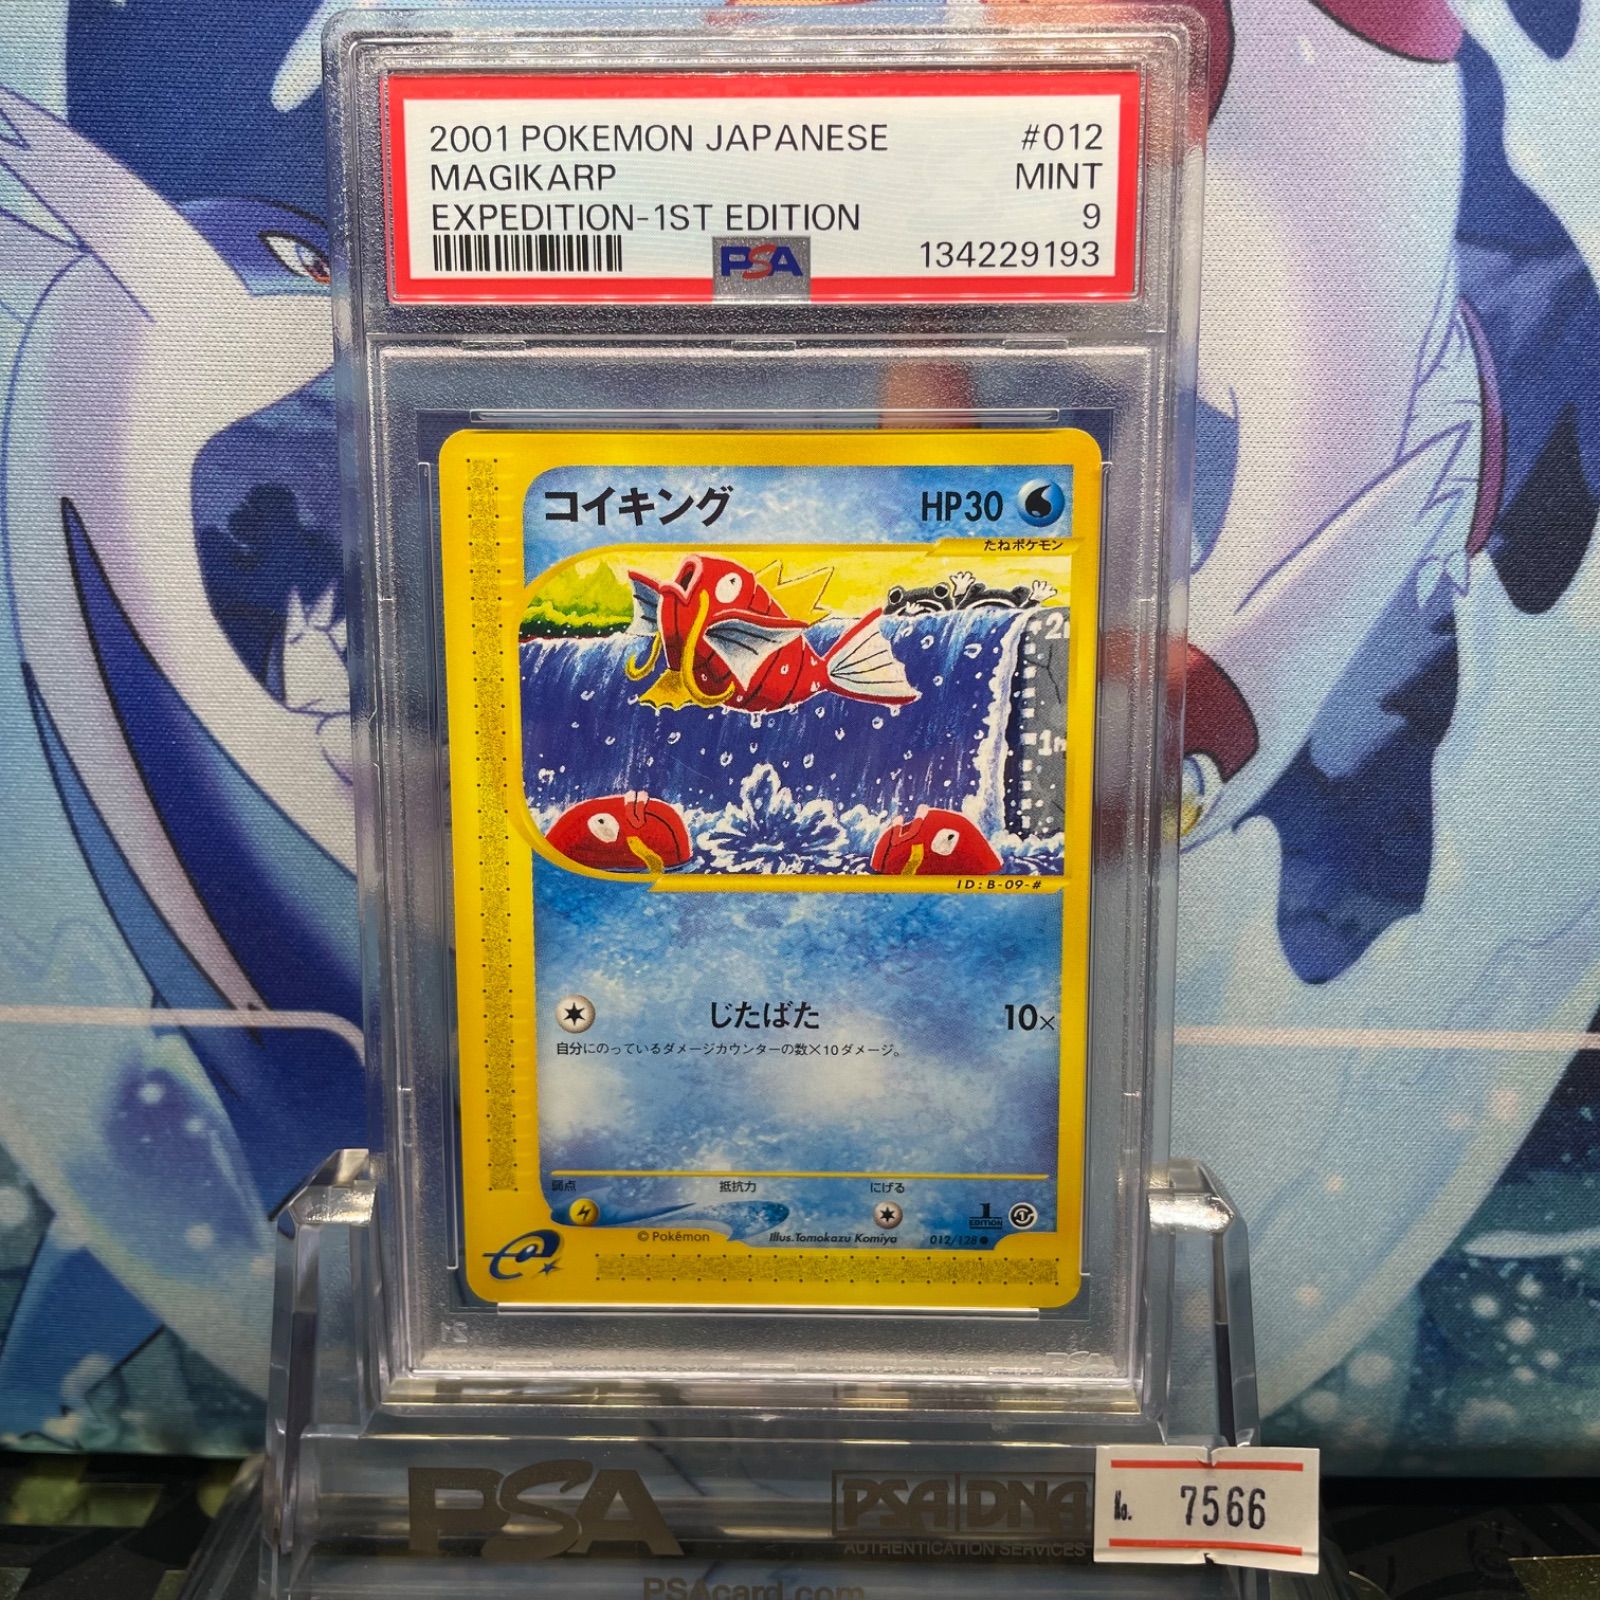 2001 POKEMON JAPANESE #012
MAGIKARP MINT
EXPEDITION-1ST EDITION 9
PSA 134229193
コイキング HP30
たねポケモン
2m
1m
ID:B-09-#
じたばた 10×
自分にのっているダメージカウンターの数×10ダメージ。
弱点 抵抗力 にげる
1 EDITION
©Pokémon Illus.Tomokazu Komiya 012/128●
e
PSA PSA DNA
AUTHENTICATION SERVICES
PSAcard.com
No. 7566